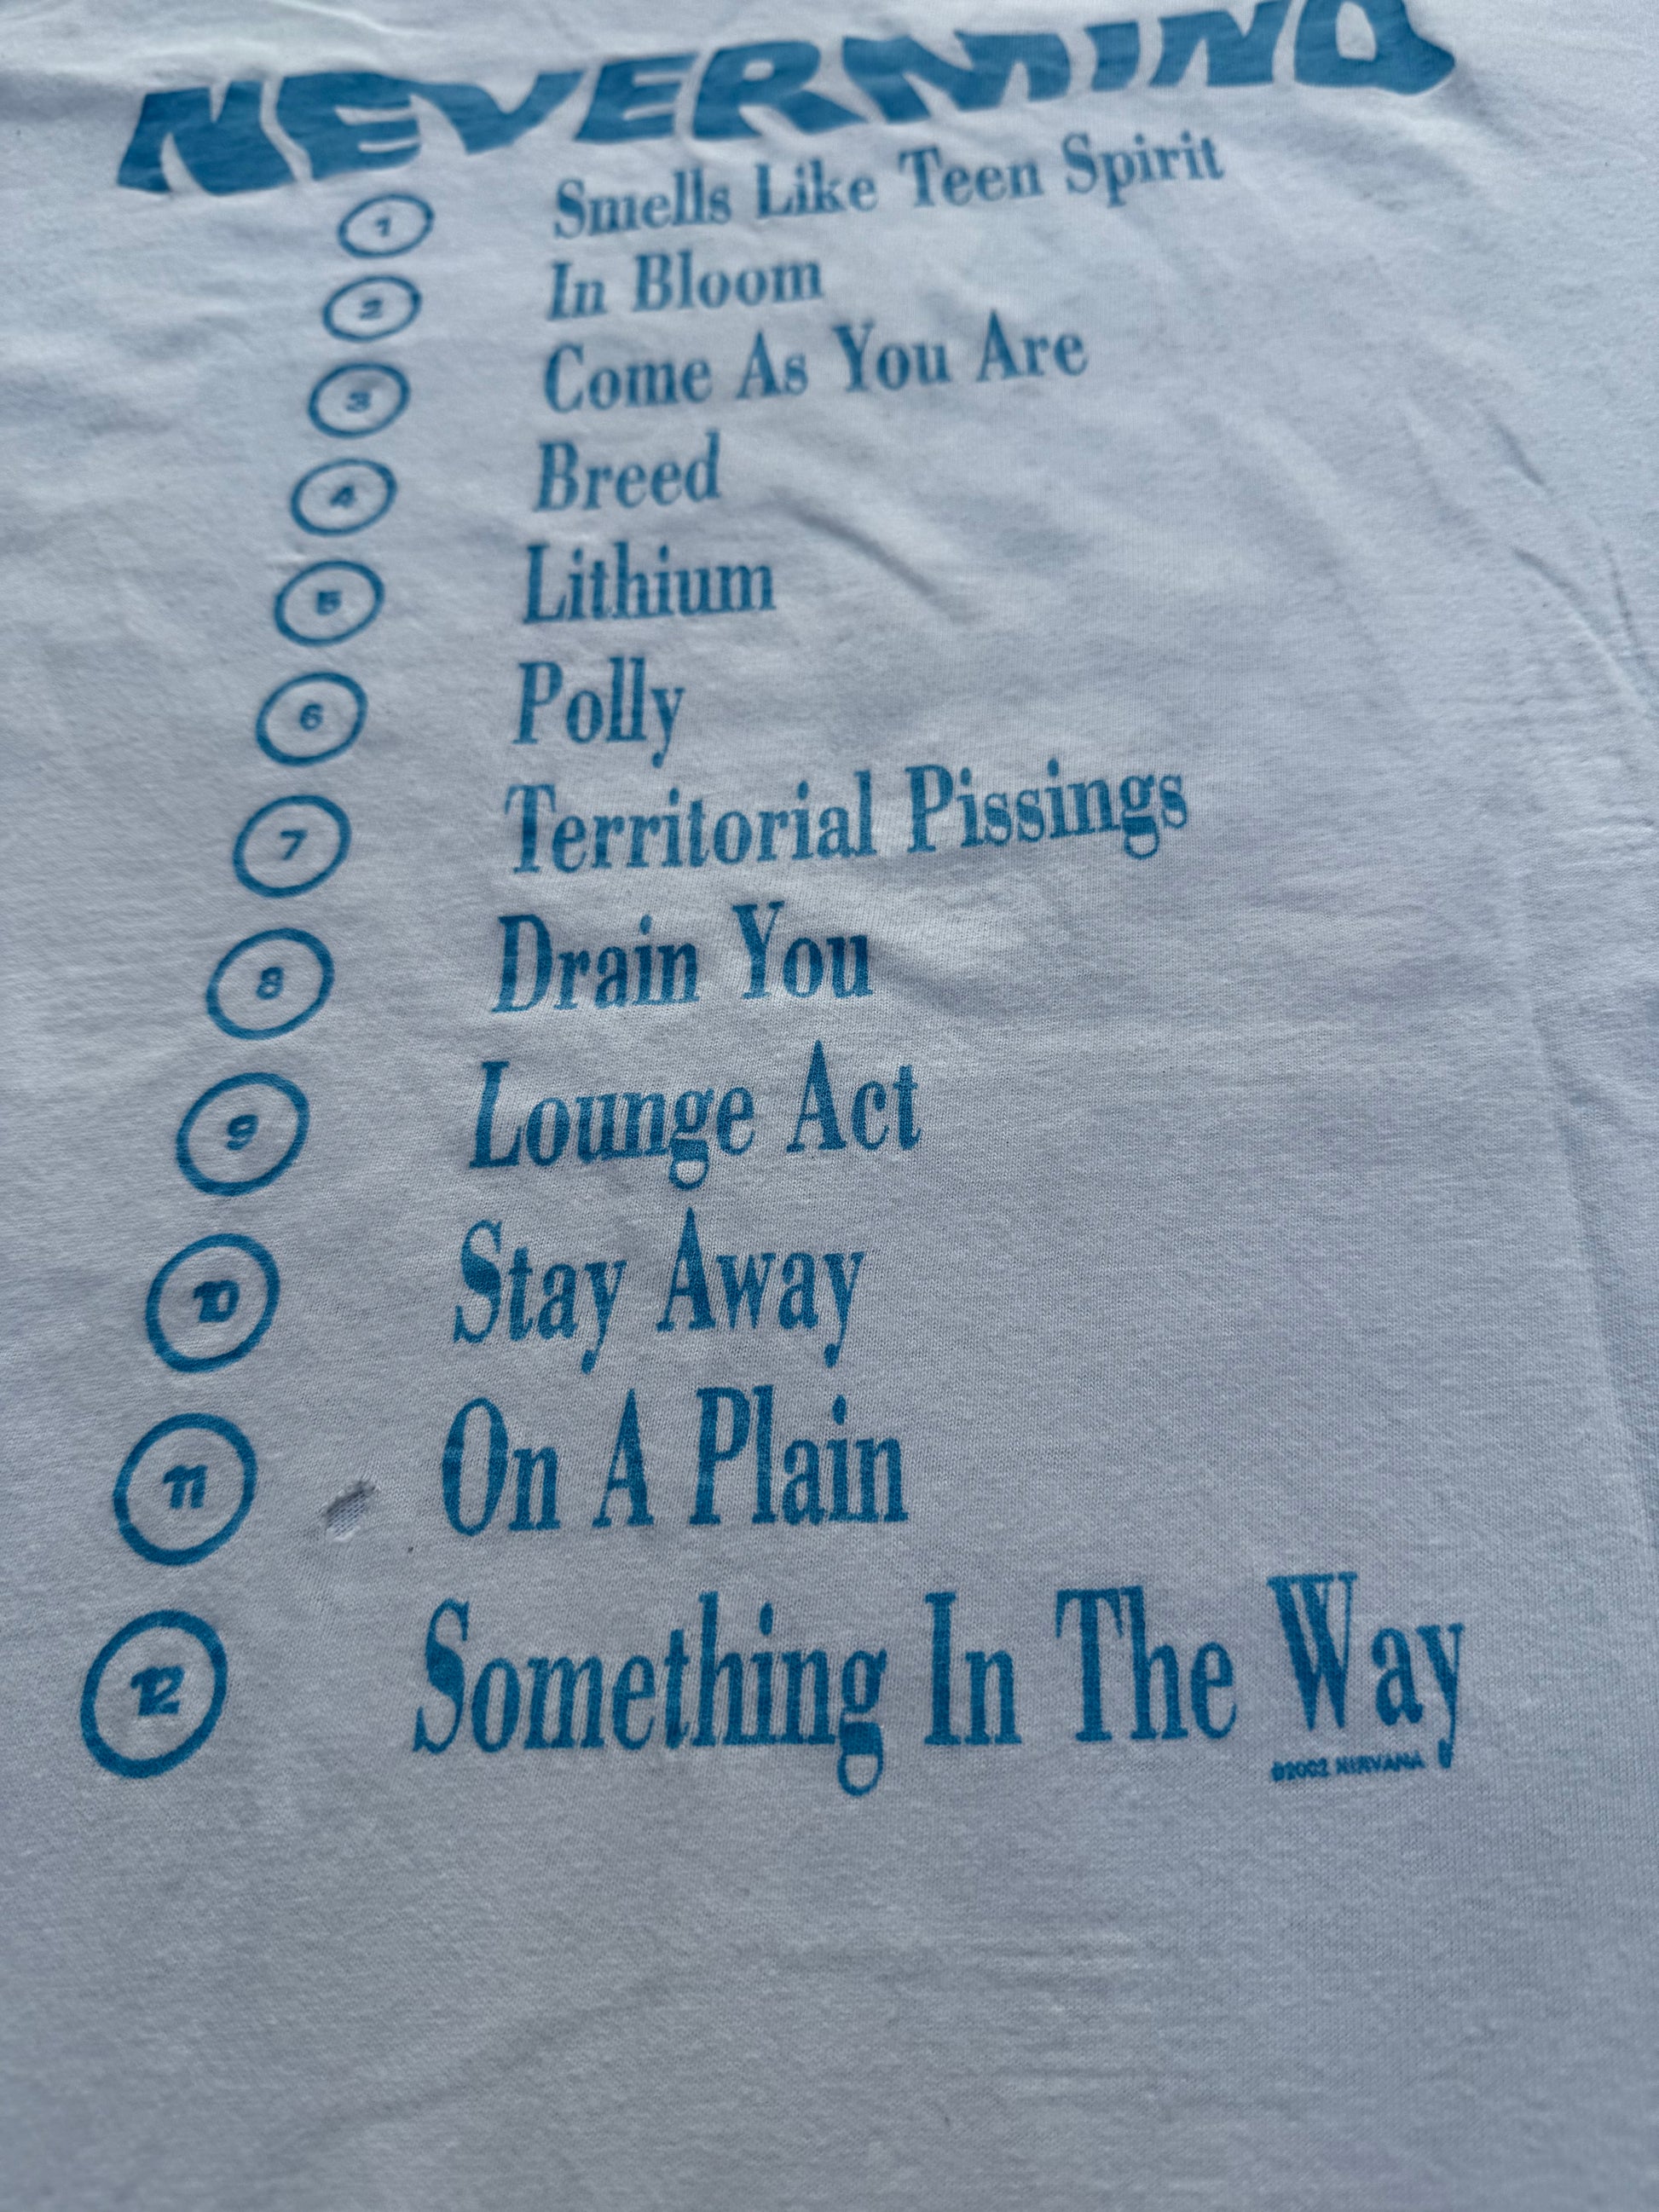 NEVERMIND
1 Smells Like Teen Spirit
2 In Bloom
3 Come As You Are
4 Breed
5 Lithium
6 Polly
7 Territorial Pissings
8 Drain You
9 Lounge Act
10 Stay Away
11 On A Plain
12 Something In The Way
©2002 NIRVANA